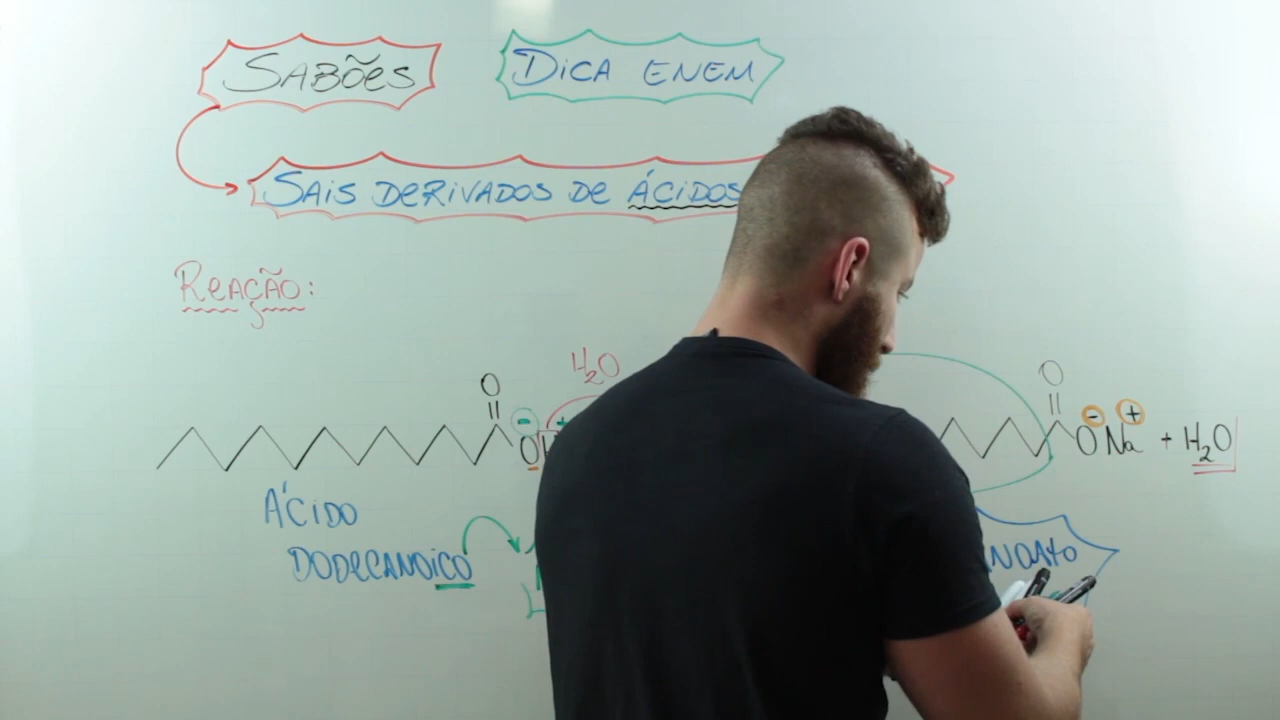 SABÕES
DICA ENEM
SAIS DERIVADOS DE ÁCIDOS
REAÇÃO:
H₂O
O
O
O
ONa + H₂O
- +
-
ÁCIDO
DODECANOICO